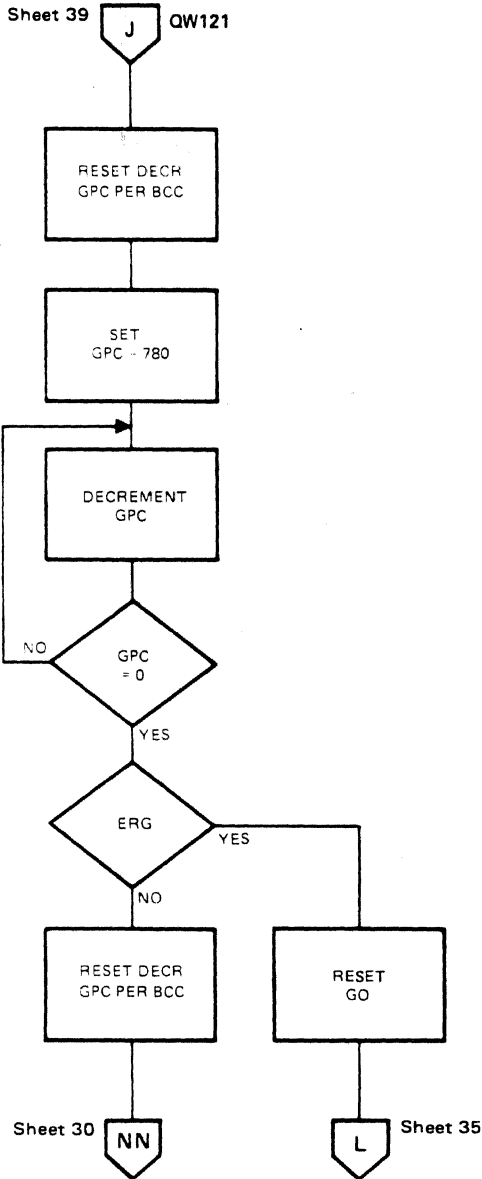 Sheet 39
J
QW121
RESET DECR
GPC PER BCC
SET
GPC - 780
DECREMENT
GPC
NO
GPC
= 0
YES
ERG
YES
NO
RESET DECR
GPC PER BCC
RESET
GO
Sheet 30
NN
L
Sheet 35